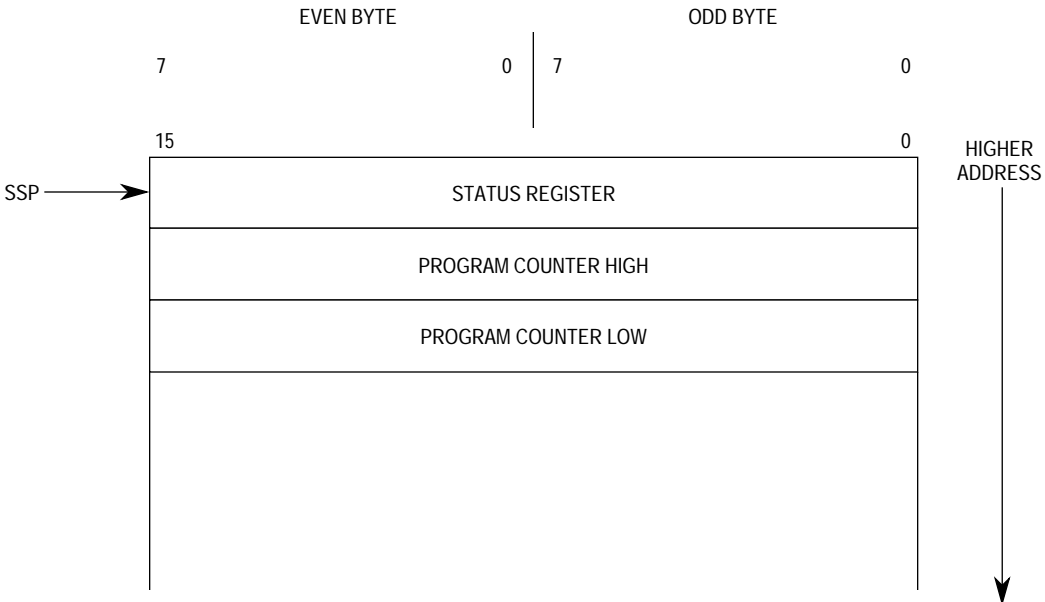 EVEN BYTE ODD BYTE
7 0 7 0
15 0
HIGHER
ADDRESS
SSP STATUS REGISTER
PROGRAM COUNTER HIGH
PROGRAM COUNTER LOW